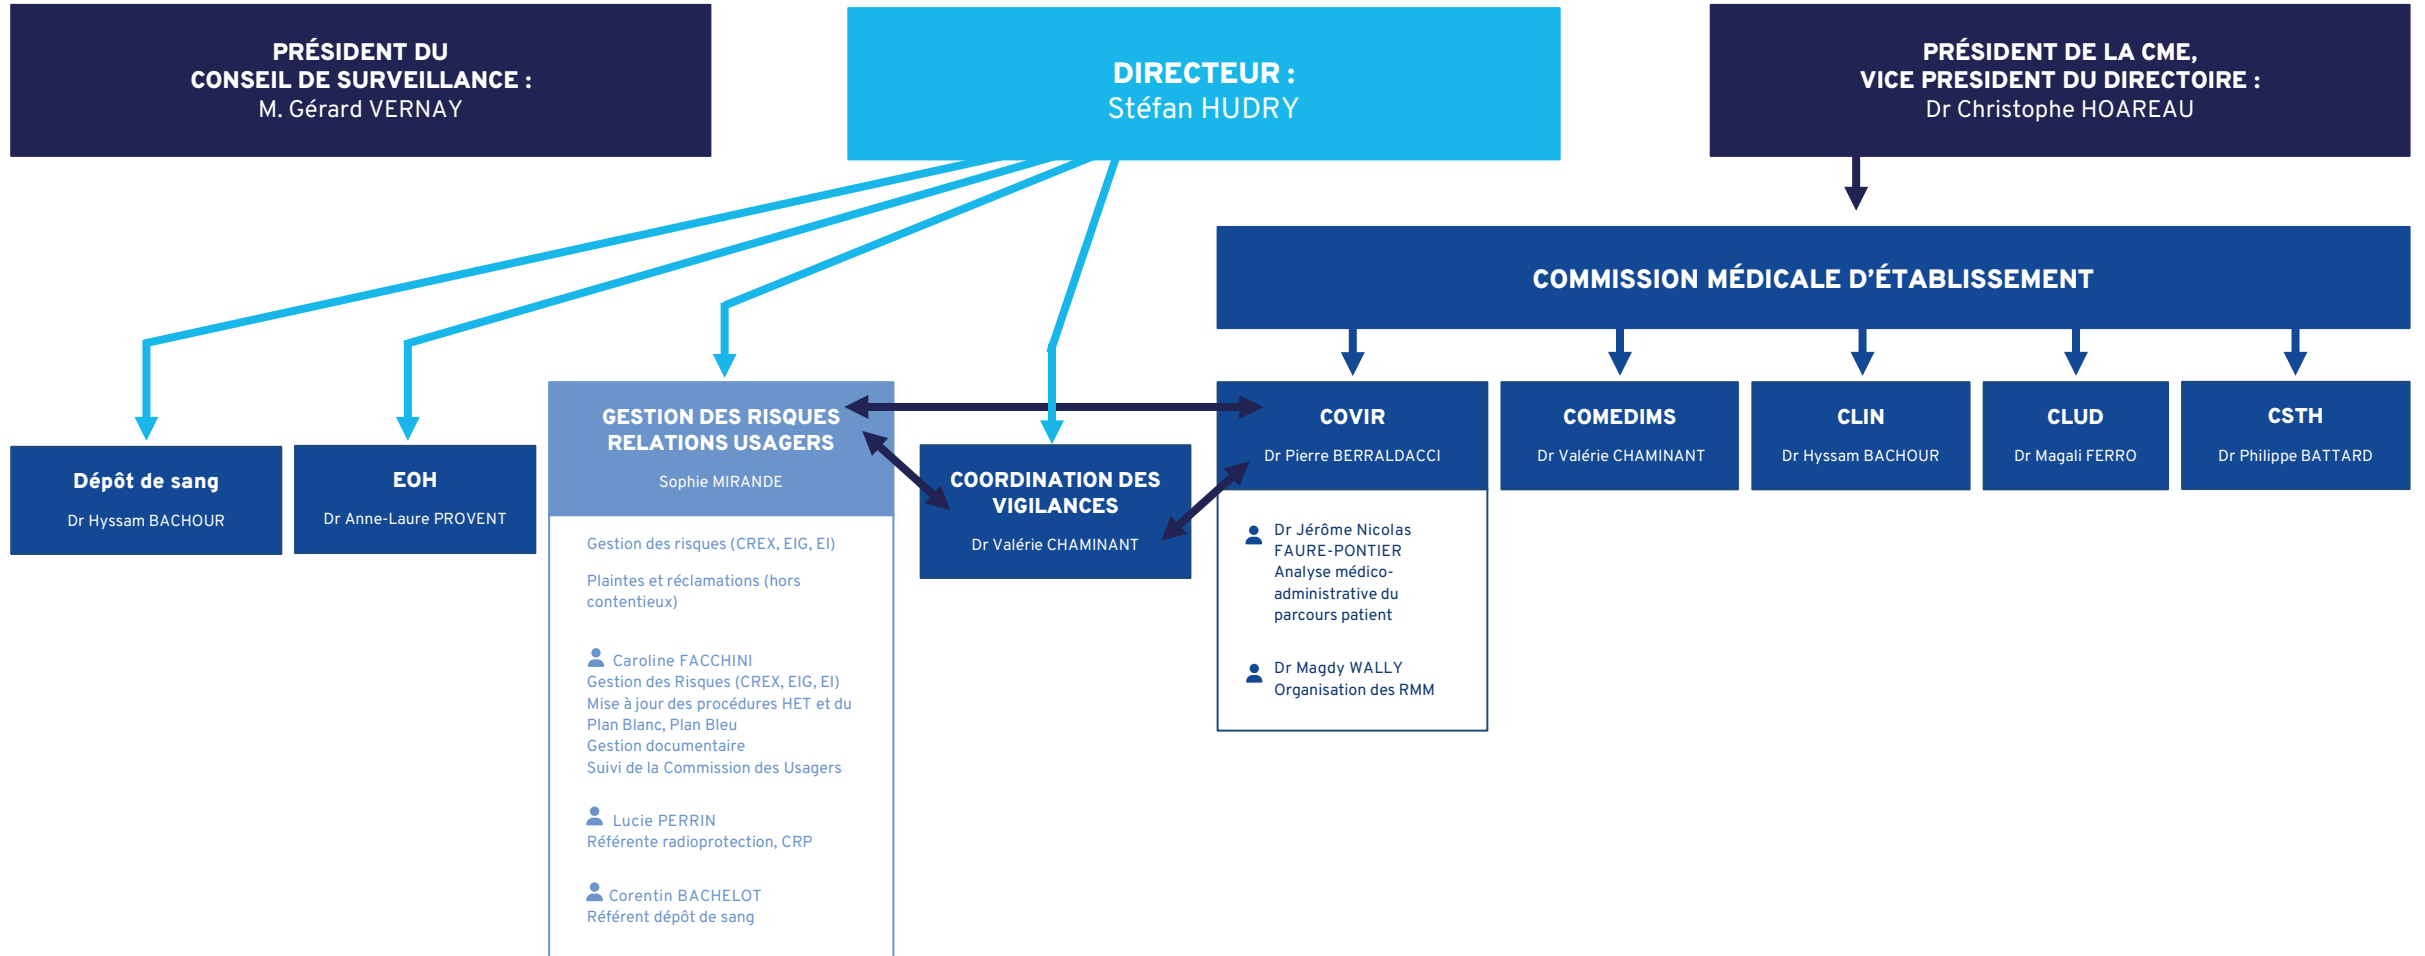 PRÉSIDENT DU
CONSEIL DE SURVEILLANCE :
M. Gérard VERNAY
DIRECTEUR :
Stéfan HUDRY
PRÉSIDENT DE LA CME,
VICE PRESIDENT DU DIRECTOIRE :
Dr Christophe HOAREAU
COMMISSION MÉDICALE D'ÉTABLISSEMENT
Dépôt de sang
Dr Hyssam BACHOUR
EOH
Dr Anne-Laure PROVENT
GESTION DES RISQUES
RELATIONS USAGERS
Sophie MIRANDE
Gestion des risques (CREX, EIG, EI)
Plaintes et réclamations (hors
contentieux)
Caroline FACCHINI
Gestion des Risques (CREX, EIG, EI)
Mise à jour des procédures HET et du
Plan Blanc, Plan Bleu
Gestion documentaire
Suivi de la Commission des Usagers
Lucie PERRIN
Référente radioprotection, CRP
Corentin BACHELOT
Référent dépôt de sang
COORDINATION DES
VIGILANCES
Dr Valérie CHAMINANT
COVIR
Dr Pierre BERRALDACCI
Dr Jérôme Nicolas
FAURE-PONTIER
Analyse médico-
administrative du
parcours patient
Dr Magdy WALLY
Organisation des RMM
COMEDIMS
Dr Valérie CHAMINANT
CLIN
Dr Hyssam BACHOUR
CLUD
Dr Magali FERRO
CSTH
Dr Philippe BATTARD